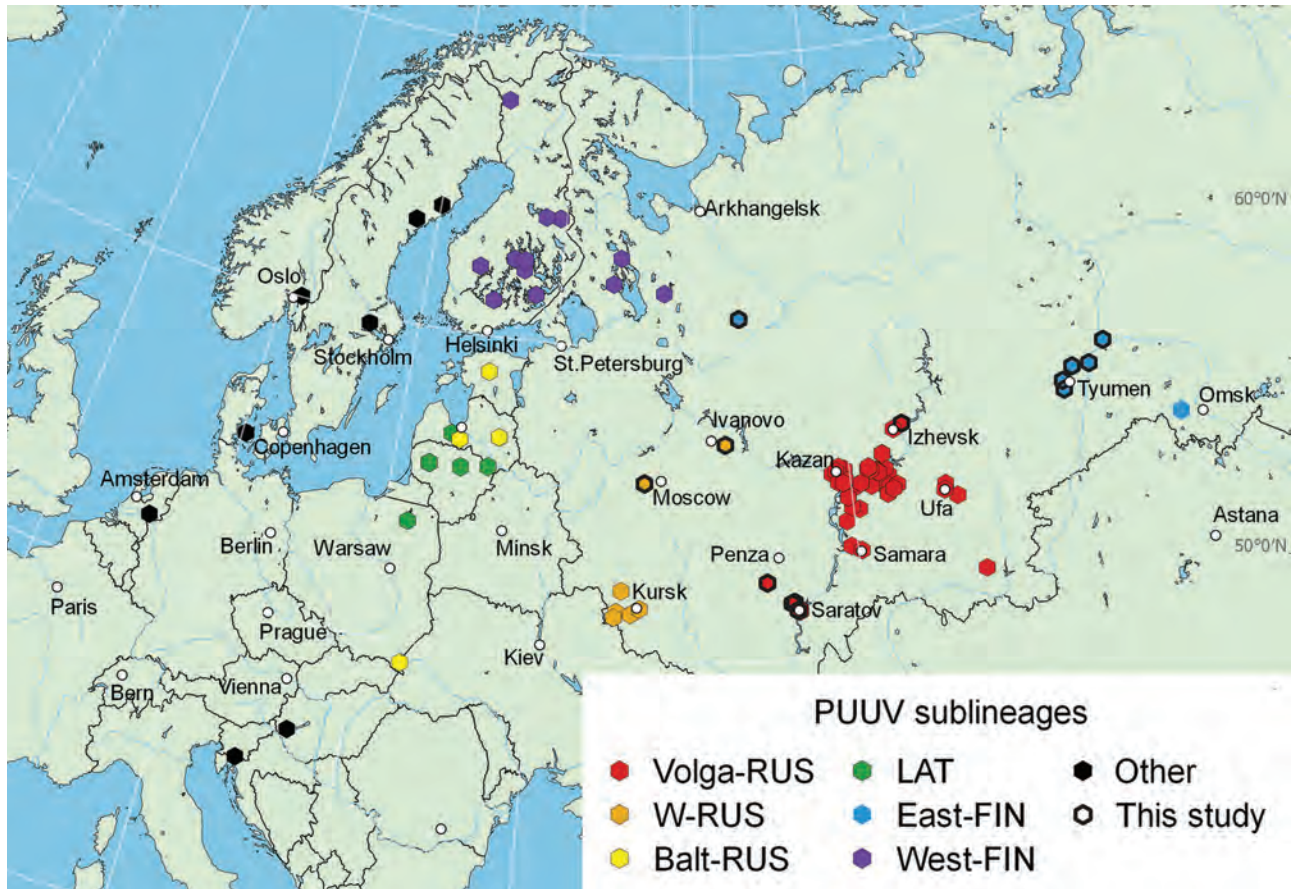 Arkhangelsk
60°0'N
Oslo
Stockholm
Helsinki
St.Petersburg
Tyumen
Omsk
Copenhagen
Ivanovo
Izhevsk
Kazan
Amsterdam
Moscow
Ufa
Astana
Berlin
Warsaw
Minsk
Penza
Samara
50°0'N
Paris
Kursk
Saratov
Prague
Kiev
Bern
Vienna
PUUV sublineages
Volga-RUS
LAT
Other
W-RUS
East-FIN
This study
Balt-RUS
West-FIN